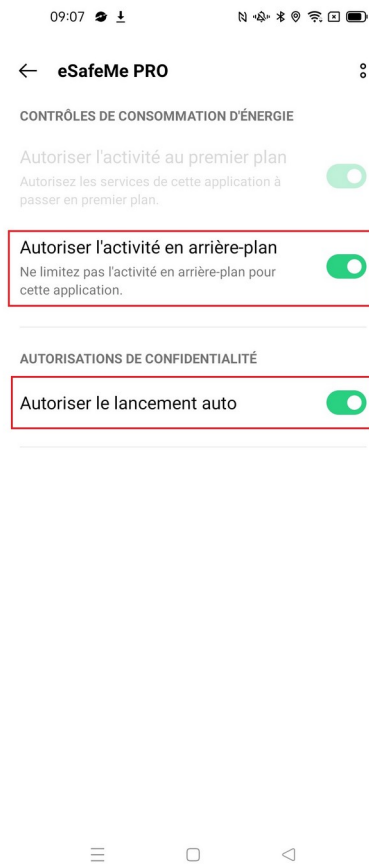 09:07
eSafeMe PRO
CONTRÔLES DE CONSOMMATION D'ÉNERGIE
Autoriser l'activité au premier plan
Autorisez les services de cette application à
passer en premier plan.
Autoriser l'activité en arrière-plan
Ne limitez pas l'activité en arrière-plan pour
cette application.
AUTORISATIONS DE CONFIDENTIALITÉ
Autoriser le lancement auto